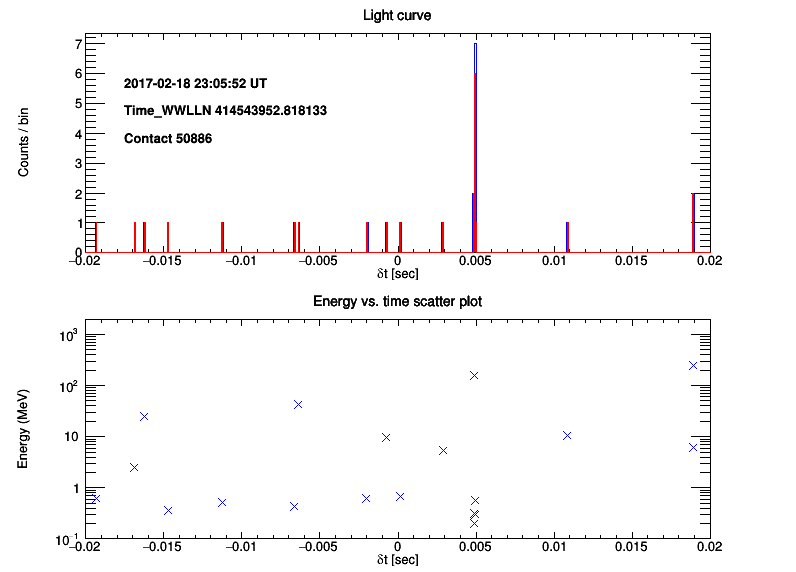 Light curve
7
6
5
4
3
2
1
0
Counts / bin
2017-02-18 23:05:52 UT
Time_WWLLN 414543952.818133
Contact 50886
−0.02 −0.015 −0.01 −0.005 0 0.005 0.01 0.015 0.02
δt [sec]
Energy vs. time scatter plot
10³
10²
10
1
10⁻¹
Energy (MeV)
−0.02 −0.015 −0.01 −0.005 0 0.005 0.01 0.015 0.02
δt [sec]